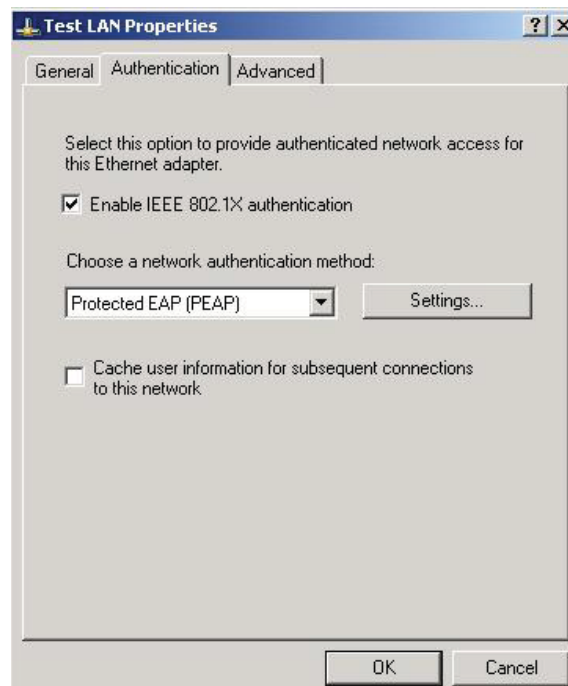 Test LAN Properties
General Authentication Advanced
Select this option to provide authenticated network access for
this Ethernet adapter.
Enable IEEE 802.1X authentication
Choose a network authentication method:
Protected EAP (PEAP) Settings...
Cache user information for subsequent connections
to this network
OK Cancel